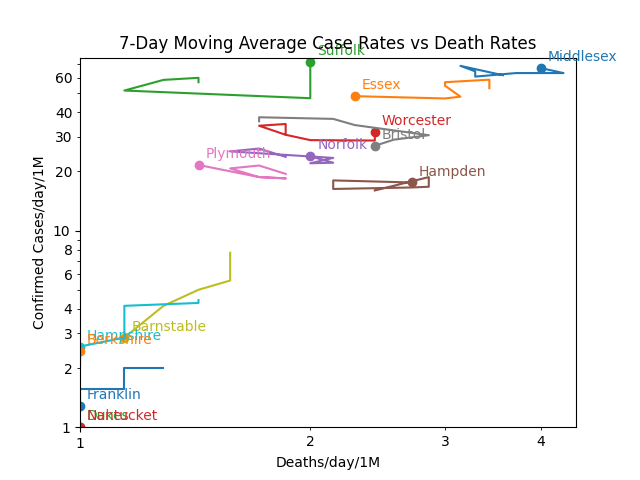 7-Day Moving Average Case Rates vs Death Rates
Suffolk
Middlesex
60
Essex
40
Worcester
30
Bristol
Norfolk
Plymouth
20
Hampden
Confirmed Cases/day/1M
10
8
6
4
Barnstable
3
Hampshire
Berkshire
2
Franklin
Nantucket
1
1
2
3
4
Deaths/day/1M